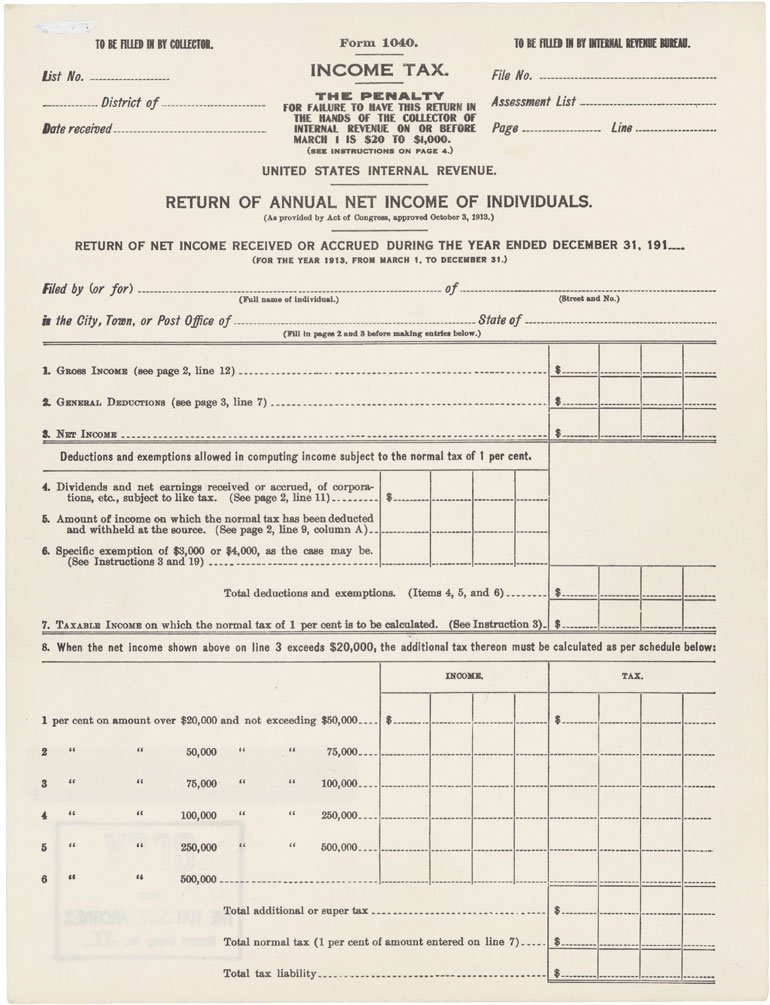 TO BE FILLED IN BY COLLECTOR.
Form 1040.
TO BE FILLED IN BY INTERNAL REVENUE BUREAU.
INCOME TAX.
List No.
File No.
THE PENALTY
FOR FAILURE TO HAVE THIS RETURN IN
THE HANDS OF THE COLLECTOR OF
INTERNAL REVENUE ON OR BEFORE
MARCH 1 IS $20 TO $1,000.
(SEE INSTRUCTIONS ON PAGE 4.)
District of
Assessment List
Date received
Page Line
UNITED STATES INTERNAL REVENUE.
RETURN OF ANNUAL NET INCOME OF INDIVIDUALS.
(As provided by Act of Congress, approved October 3, 1913.)
RETURN OF NET INCOME RECEIVED OR ACCRUED DURING THE YEAR ENDED DECEMBER 31, 191
(FOR THE YEAR 1913, FROM MARCH 1, TO DECEMBER 31.)
Filed by (or for) of
(Full name of individual.) (Street and No.)
in the City, Town, or Post Office of State of
(Fill in pages 2 and 3 before making entries below.)
1. GROSS INCOME (see page 2, line 12) $
2. GENERAL DEDUCTIONS (see page 3, line 7) $
3. NET INCOME $
Deductions and exemptions allowed in computing income subject to the normal tax of 1 per cent.
4. Dividends and net earnings received or accrued, of corpora-
tions, etc., subject to like tax. (See page 2, line 11) $
5. Amount of income on which the normal tax has been deducted
and withheld at the source. (See page 2, line 9, column A)
6. Specific exemption of $3,000 or $4,000, as the case may be.
(See Instructions 3 and 19)
Total deductions and exemptions. (Items 4, 5, and 6) $
7. TAXABLE INCOME on which the normal tax of 1 per cent is to be calculated. (See Instruction 3). $
8. When the net income shown above on line 3 exceeds $20,000, the additional tax thereon must be calculated as per schedule below:
INCOME. TAX.
1 per cent on amount over $20,000 and not exceeding $50,000 $ $
2 “ “ 50,000 “ “ 75,000
3 “ “ 75,000 “ “ 100,000
4 “ “ 100,000 “ “ 250,000
5 “ “ 250,000 “ “ 500,000
6 “ “ 500,000
Total additional or super tax $
Total normal tax (1 per cent of amount entered on line 7) $
Total tax liability $